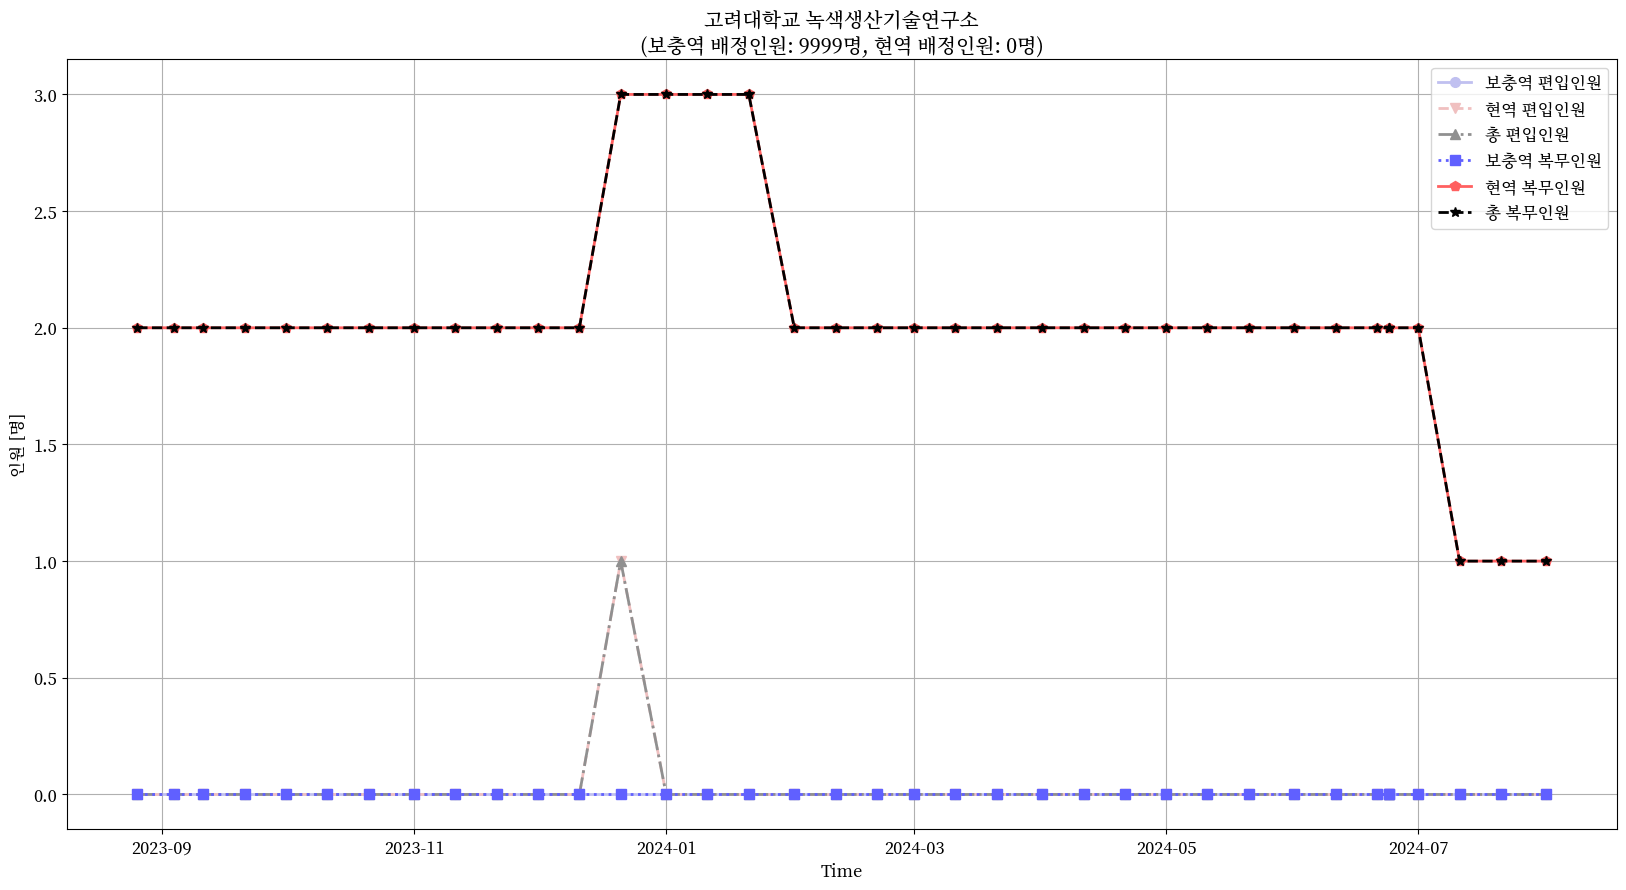 고려대학교 녹색생산기술연구소
(보충역 배정인원: 9999명, 현역 배정인원: 0명)
보충역 편입인원
현역 편입인원
총 편입인원
보충역 복무인원
현역 복무인원
총 복무인원
인원 [명]
3.0
2.5
2.0
1.5
1.0
0.5
0.0
2023-09
2023-11
2024-01
2024-03
2024-05
2024-07
Time